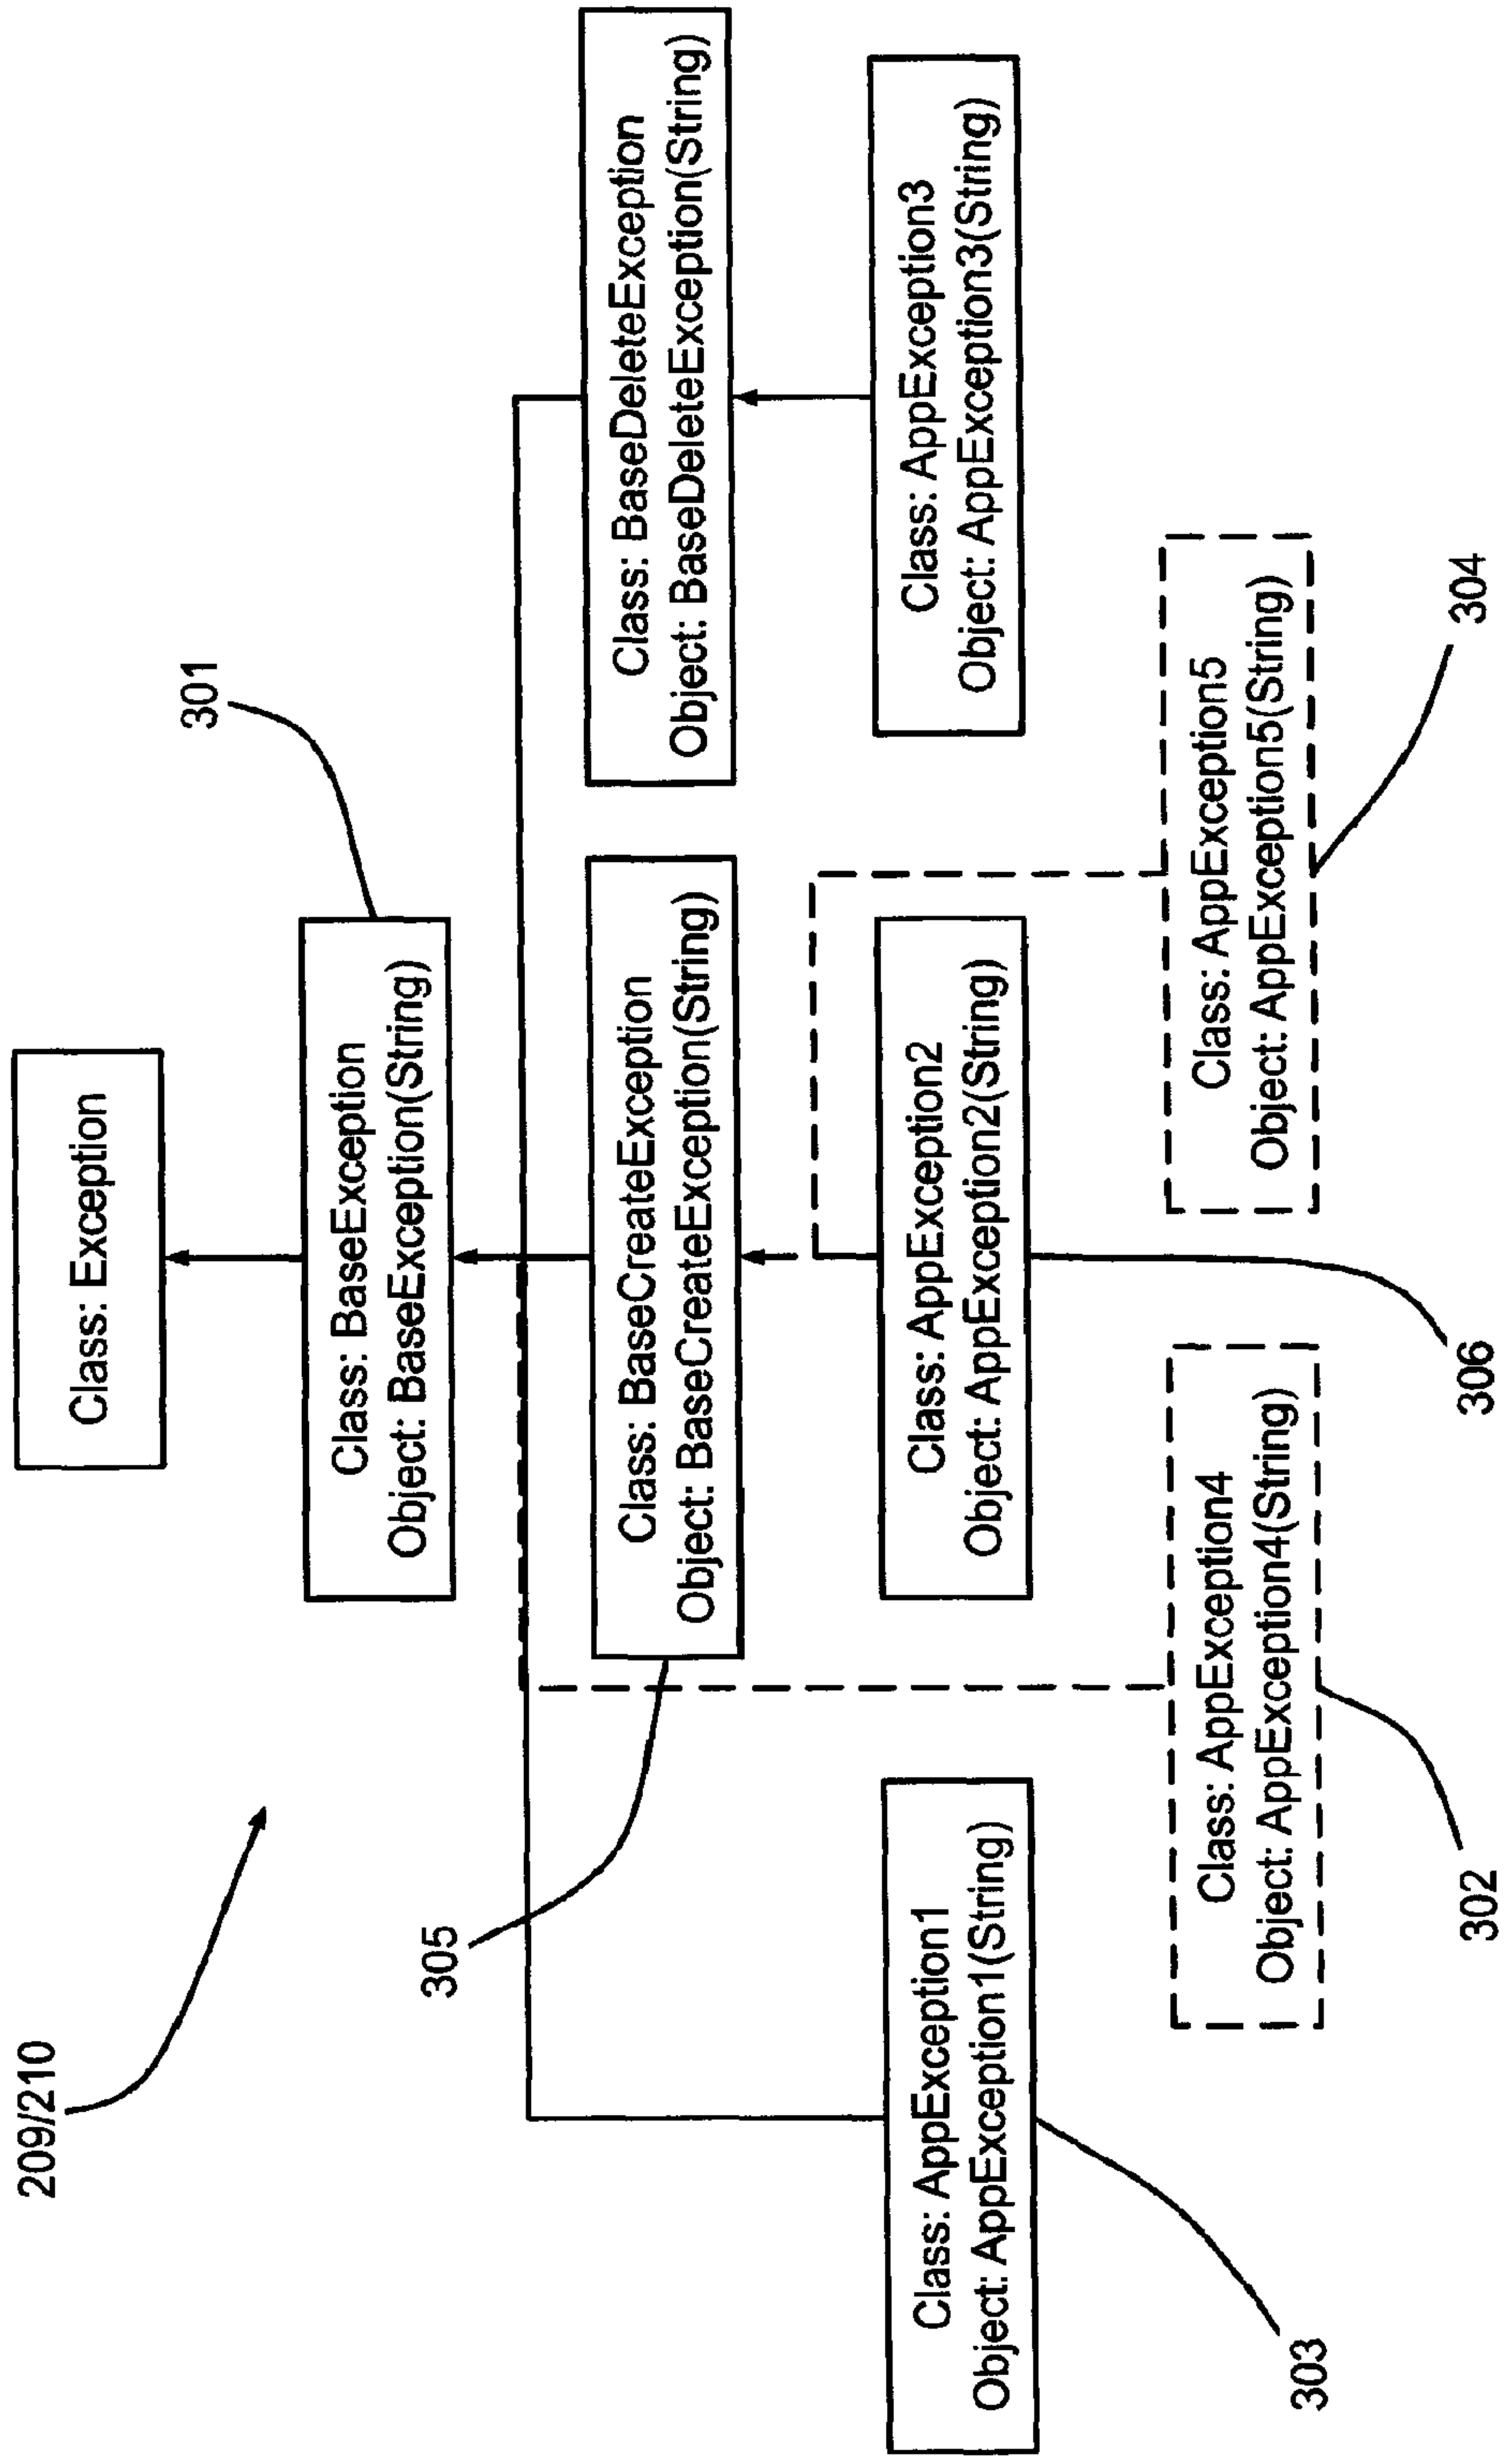 209/210
Class: Exception
301
Class: BaseException
Object: BaseException(String)
305
Class: BaseCreateException
Object: BaseCreateException(String)
Class: BaseDeleteException
Object: BaseDeleteException(String)
Class: AppException1
Object: AppException1(String)
Class: AppException2
Object: AppException2(String)
Class: AppException3
Object: AppException3(String)
303
Class: AppException4
Object: AppException4(String)
Class: AppException5
Object: AppException5(String)
302
306
304